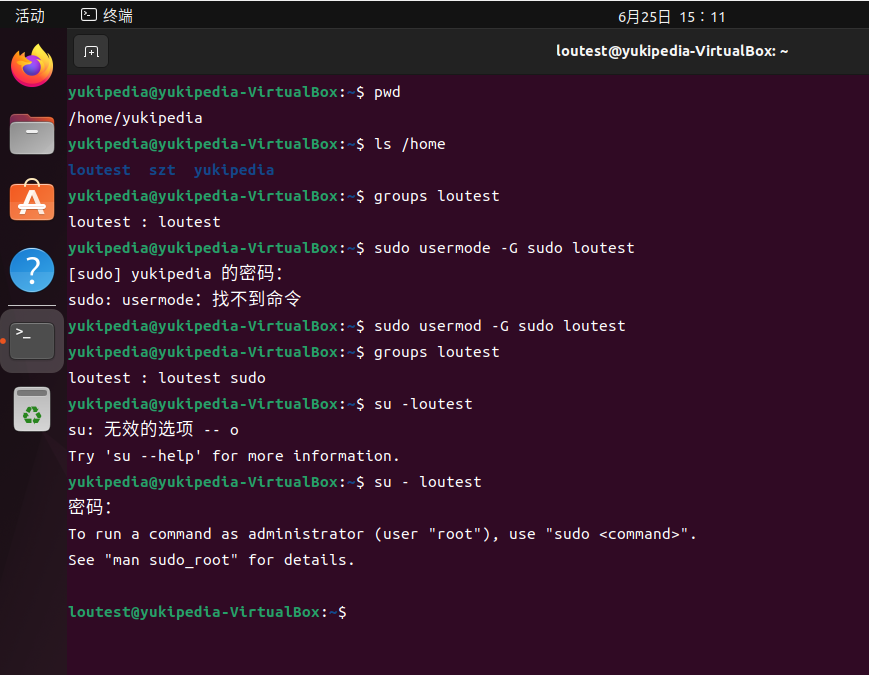 活动 终端 6月25日 15：11
loutest@yukipedia-VirtualBox: ~
yukipedia@yukipedia-VirtualBox:~$ pwd
/home/yukipedia
yukipedia@yukipedia-VirtualBox:~$ ls /home
loutest szt yukipedia
yukipedia@yukipedia-VirtualBox:~$ groups loutest
loutest : loutest
yukipedia@yukipedia-VirtualBox:~$ sudo usermode -G sudo loutest
[sudo] yukipedia 的密码：
sudo: usermode：找不到命令
yukipedia@yukipedia-VirtualBox:~$ sudo usermod -G sudo loutest
yukipedia@yukipedia-VirtualBox:~$ groups loutest
loutest : loutest sudo
yukipedia@yukipedia-VirtualBox:~$ su -loutest
su: 无效的选项 -- o
Try 'su --help' for more information.
yukipedia@yukipedia-VirtualBox:~$ su - loutest
密码：
To run a command as administrator (user "root"), use "sudo <command>".
See "man sudo_root" for details.
loutest@yukipedia-VirtualBox:~$